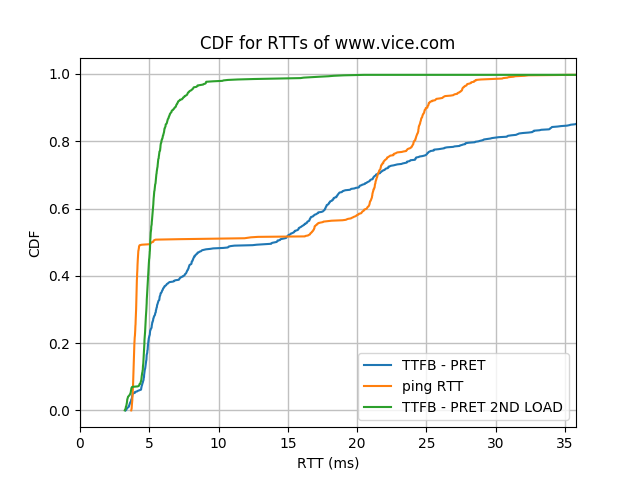 CDF for RTTs of www.vice.com
1.0
0.8
0.6
0.4
0.2
0.0
CDF
TTFB - PRET
ping RTT
TTFB - PRET 2ND LOAD
0 5 10 15 20 25 30 35
RTT (ms)